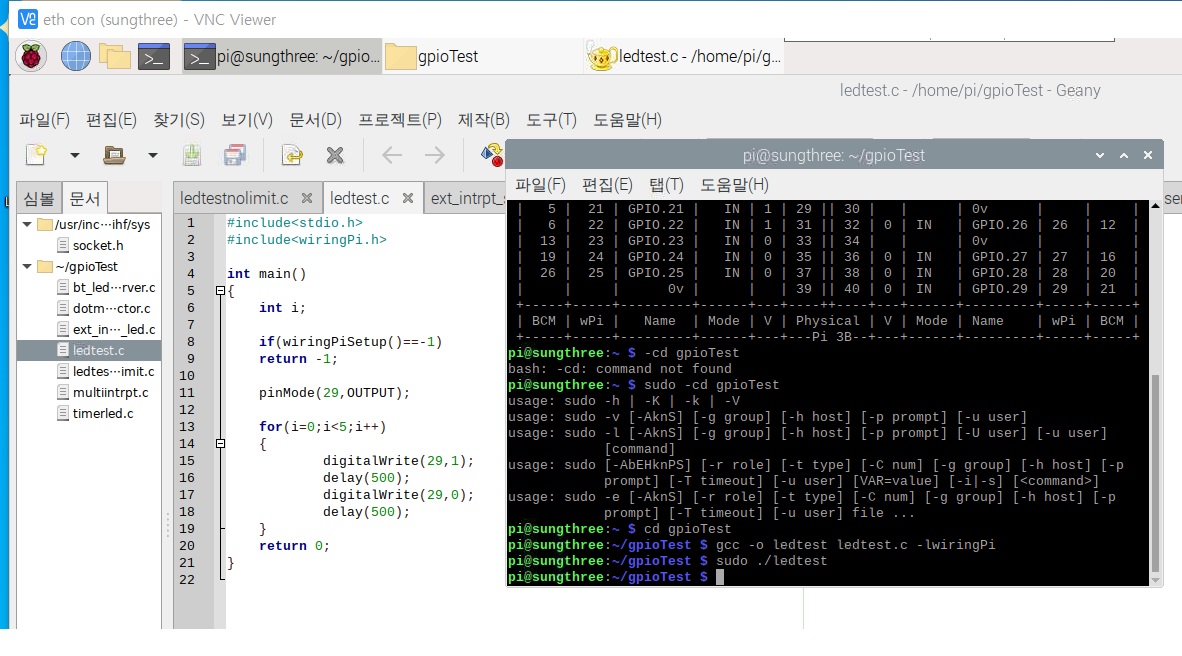 V2 eth con (sungthree) - VNC Viewer
>_ >_ pi@sungthree: ~/gpio... gpioTest ledtest.c - /home/pi/g...
ledtest.c - /home/pi/gpioTest - Geany
파일(F) 편집(E) 찾기(S) 보기(V) 문서(D) 프로젝트(P) 제작(B) 도구(T) 도움말(H)
심볼 문서
/usr/inc···ihf/sys
socket.h
~/gpioTest
bt_led···rver.c
dotm···ctor.c
ext_in···_led.c
ledtest.c
ledtes···imit.c
multiintrpt.c
timerled.c
ledtestnolimit.c ledtest.c ext_intrpt_
1 #include<stdio.h>
2 #include<wiringPi.h>
3
4 int main()
5 {
6 int i;
7
8 if(wiringPiSetup()==-1)
9 return -1;
10
11 pinMode(29,OUTPUT);
12
13 for(i=0;i<5;i++)
14 {
15 digitalWrite(29,1);
16 delay(500);
17 digitalWrite(29,0);
18 delay(500);
19 }
20 return 0;
21 }
22
pi@sungthree: ~/gpioTest
파일(F) 편집(E) 탭(T) 도움말(H)
| 5 | 21 | GPIO.21 | IN | 1 | 29 || 30 | | | 0v | | |
| 6 | 22 | GPIO.22 | IN | 1 | 31 || 32 | 0 | IN | GPIO.26 | 26 | 12 |
| 13 | 23 | GPIO.23 | IN | 0 | 33 || 34 | | | 0v | | |
| 19 | 24 | GPIO.24 | IN | 0 | 35 || 36 | 0 | IN | GPIO.27 | 27 | 16 |
| 26 | 25 | GPIO.25 | IN | 0 | 37 || 38 | 0 | IN | GPIO.28 | 28 | 20 |
| | | 0v | | | 39 || 40 | 0 | IN | GPIO.29 | 29 | 21 |
+-----+-----+---------+------+---+----++----+---+------+---------+-----+-----+
| BCM | wPi | Name | Mode | V | Physical | V | Mode | Name | wPi | BCM |
+-----+-----+---------+------+---+---Pi 3B--+---+------+---------+-----+-----+
pi@sungthree:~ $ -cd gpioTest
bash: -cd: command not found
pi@sungthree:~ $ sudo -cd gpioTest
usage: sudo -h | -K | -k | -V
usage: sudo -v [-AknS] [-g group] [-h host] [-p prompt] [-u user]
usage: sudo -l [-AknS] [-g group] [-h host] [-p prompt] [-U user] [-u user]
[command]
usage: sudo [-AbEHknPS] [-r role] [-t type] [-C num] [-g group] [-h host] [-p
prompt] [-T timeout] [-u user] [VAR=value] [-i|-s] [<command>]
usage: sudo -e [-AknS] [-r role] [-t type] [-C num] [-g group] [-h host] [-p
prompt] [-T timeout] [-u user] file ...
pi@sungthree:~ $ cd gpioTest
pi@sungthree:~/gpioTest $ gcc -o ledtest ledtest.c -lwiringPi
pi@sungthree:~/gpioTest $ sudo ./ledtest
pi@sungthree:~/gpioTest $